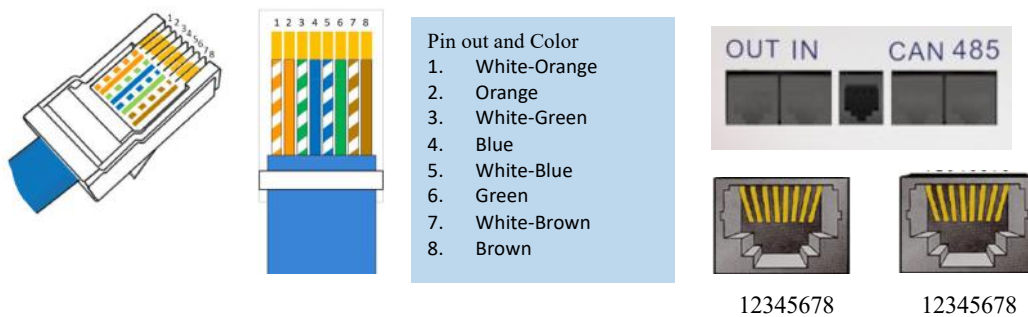 12345678
1 2 3 4 5 6 7 8
Pin out and Color
1. White-Orange
2. Orange
3. White-Green
4. Blue
5. White-Blue
6. Green
7. White-Brown
8. Brown
OUT IN CAN 485
12345678
12345678